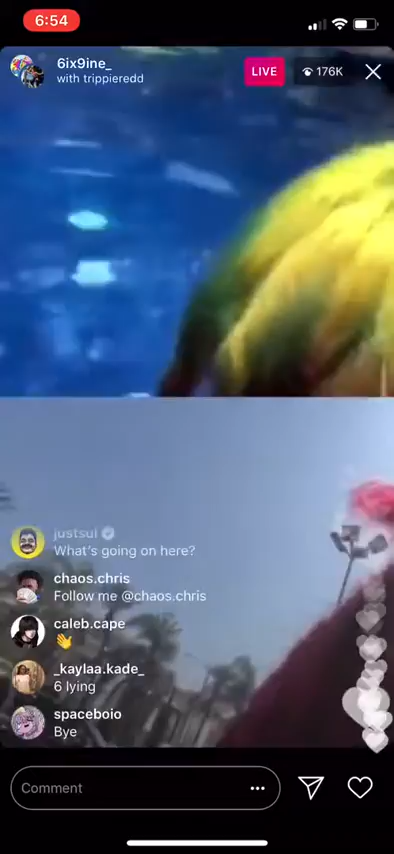 6:54
6ix9ine_
with trippieredd
LIVE
176K
justsul
What's going on here?
chaos.chris
Follow me @chaos.chris
caleb.cape
👋
_kaylaa.kade_
6 lying
spaceboio
Bye
Comment